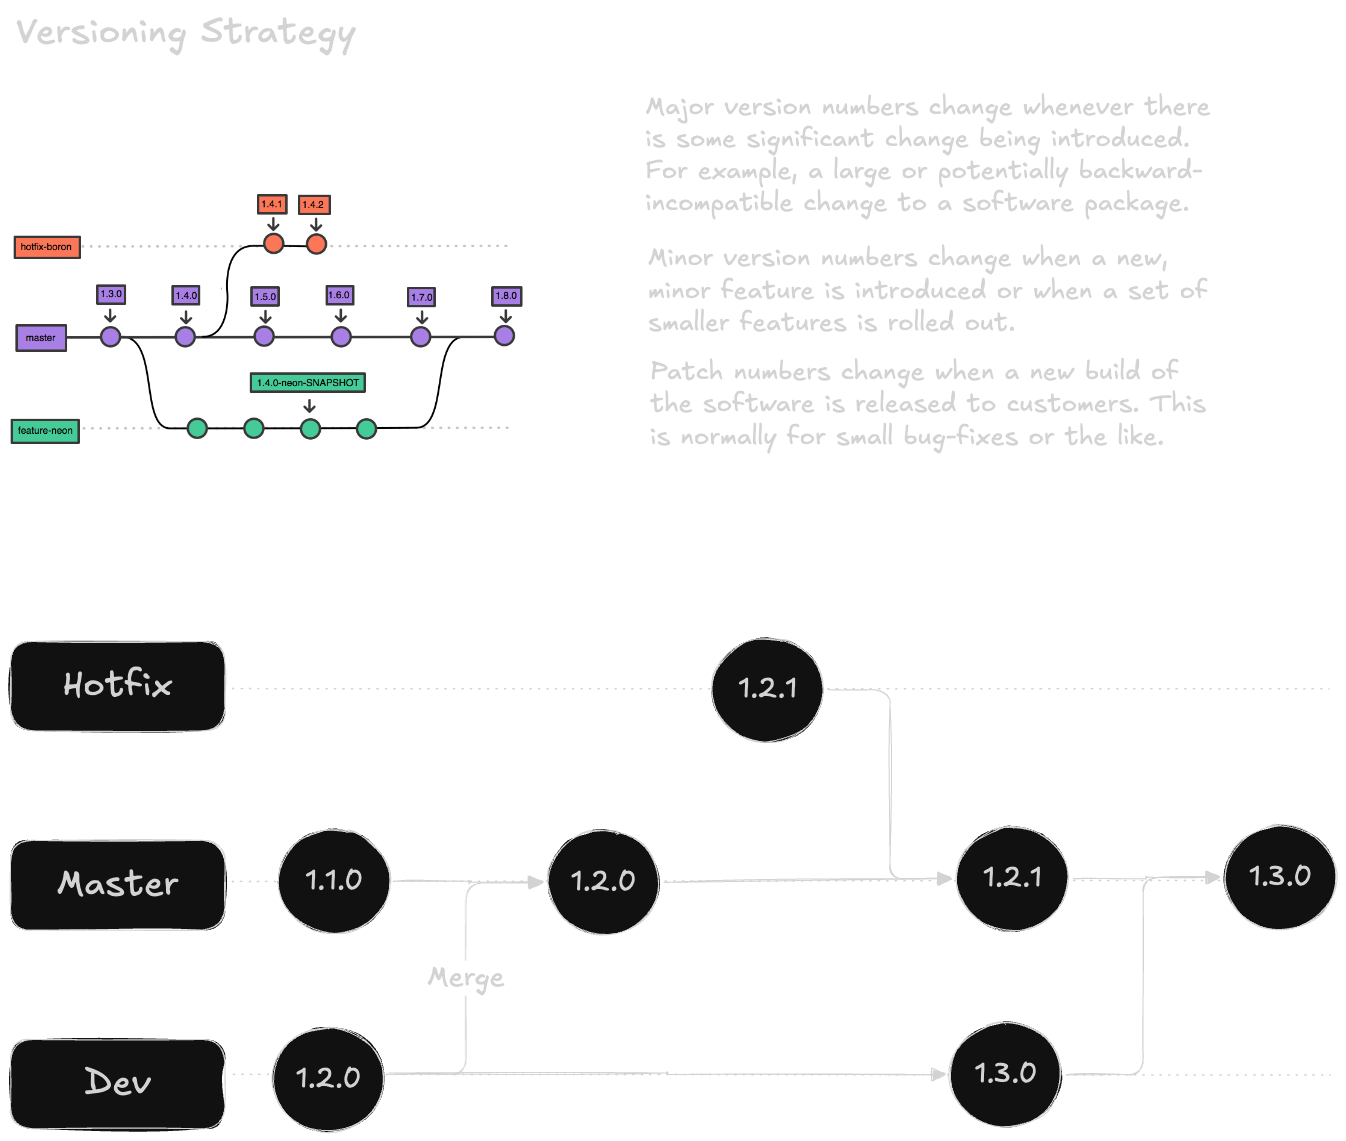 Versioning Strategy
Major version numbers change whenever there
is some significant change being introduced.
For example, a large or potentially backward-
incompatible change to a software package.
Minor version numbers change when a new,
minor feature is introduced or when a set of
smaller features is rolled out.
Patch numbers change when a new build of
the software is released to customers. This
is normally for small bug-fixes or the like.
1.4.1 1.4.2
hotfix-boron
1.3.0 1.4.0 1.5.0 1.6.0 1.7.0 1.8.0
master
1.4.0-neon-SNAPSHOT
feature-neon
Hotfix 1.2.1
Master 1.1.0 1.2.0 1.2.1 1.3.0
Merge
Dev 1.2.0 1.3.0